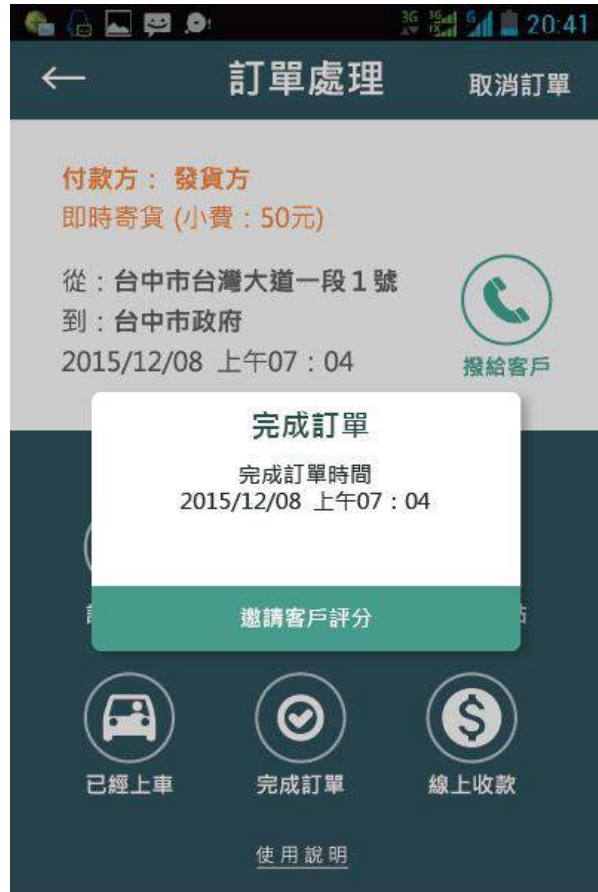 3G 20:41
← 訂單處理 取消訂單
付款方： 發貨方
即時寄貨 (小費：50元)
從：台中市台灣大道一段1號
到：台中市政府
2015/12/08 上午07：04
撥給客戶
完成訂單
完成訂單時間
2015/12/08 上午07：04
邀請客戶評分
已經上車 完成訂單 線上收款
使用說明